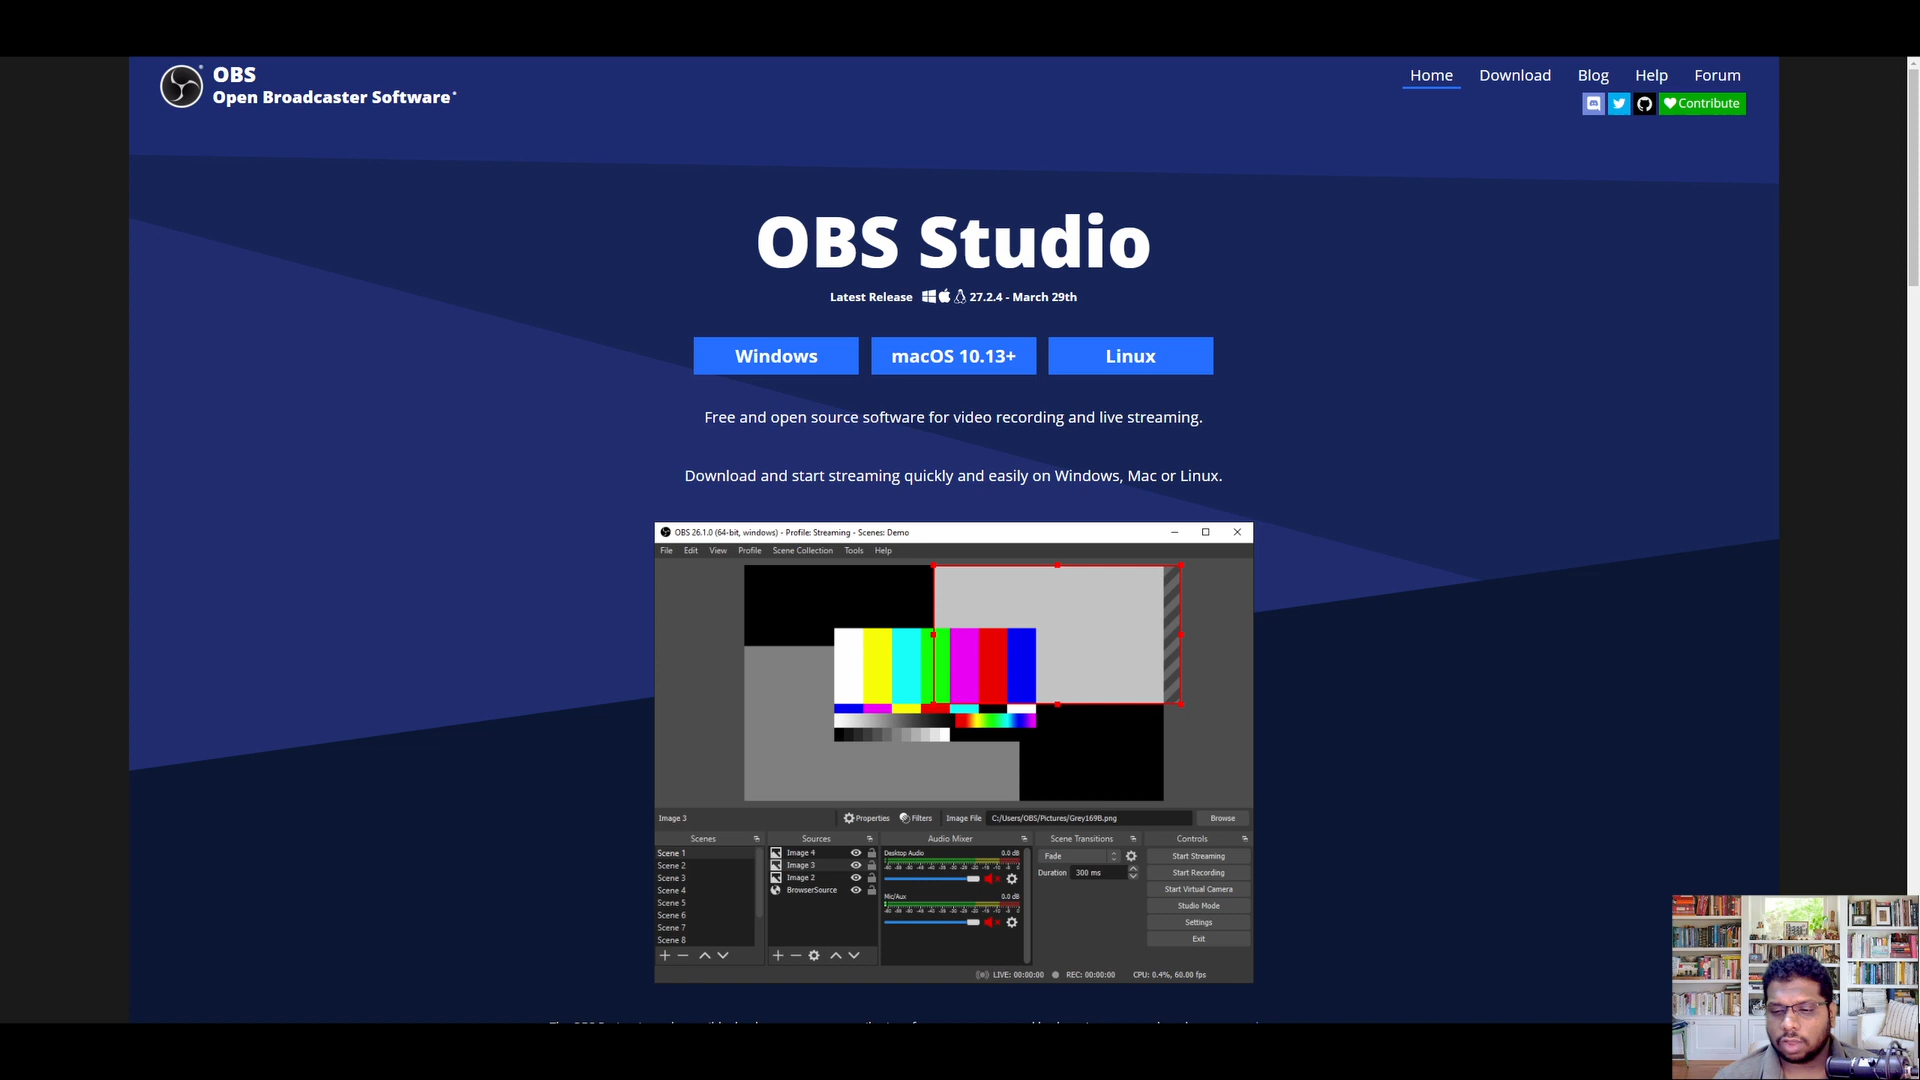 OBS
Open Broadcaster Software
Home Download Blog Help Forum
Contribute
OBS Studio
Latest Release 27.2.4 - March 29th
Windows macOS 10.13+ Linux
Free and open source software for video recording and live streaming.
Download and start streaming quickly and easily on Windows, Mac or Linux.
OBS 26.1.0 (64-bit, windows) - Profile: Streaming - Scenes: Demo
File Edit View Profile Scene Collection Tools Help
Image 3 Properties Filters Image File C:/Users/OBS/Pictures/Grey169B.png Browse
Scenes
Scene 1
Scene 2
Scene 3
Scene 4
Scene 5
Scene 6
Scene 7
Scene 8
Sources
Image 4
Image 3
Image 2
BrowserSource
Audio Mixer
Desktop Audio 0.0 dB
Mic/Aux 0.0 dB
Scene Transitions
Fade
Duration 300 ms
Controls
Start Streaming
Start Recording
Start Virtual Camera
Studio Mode
Settings
Exit
LIVE: 00:00:00 REC: 00:00:00 CPU: 0.4%, 60.00 fps